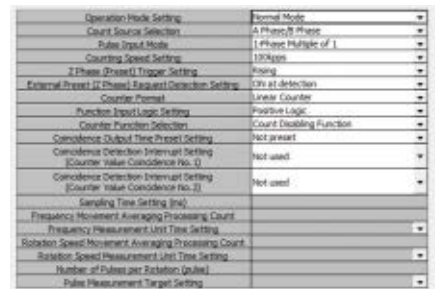 Operation Mode Setting Normal Mode
Count Source Selection A Phase/B Phase
Pulse Input Mode 1-Phase Multiple of 1
Counting Speed Setting 100kpps
Z Phase (Preset) Trigger Setting Rising
External Preset (Z Phase) Request Detection Setting ON at detection
Counter Format Linear Counter
Function Input Logic Setting Positive Logic
Counter Function Selection Count Disabling Function
Coincidence Output Time Preset Setting Not preset
Coincidence Detection Interrupt Setting
(Counter Value Coincidence No. 1) Not used
Coincidence Detection Interrupt Setting
(Counter Value Coincidence No. 2) Not used
Sampling Time Setting (ms)
Frequency Movement Averaging Processing Count
Frequency Measurement Unit Time Setting
Rotation Speed Movement Averaging Processing Count
Rotation Speed Measurement Unit Time Setting
Number of Pulses per Rotation (pulse)
Pulse Measurement Target Setting